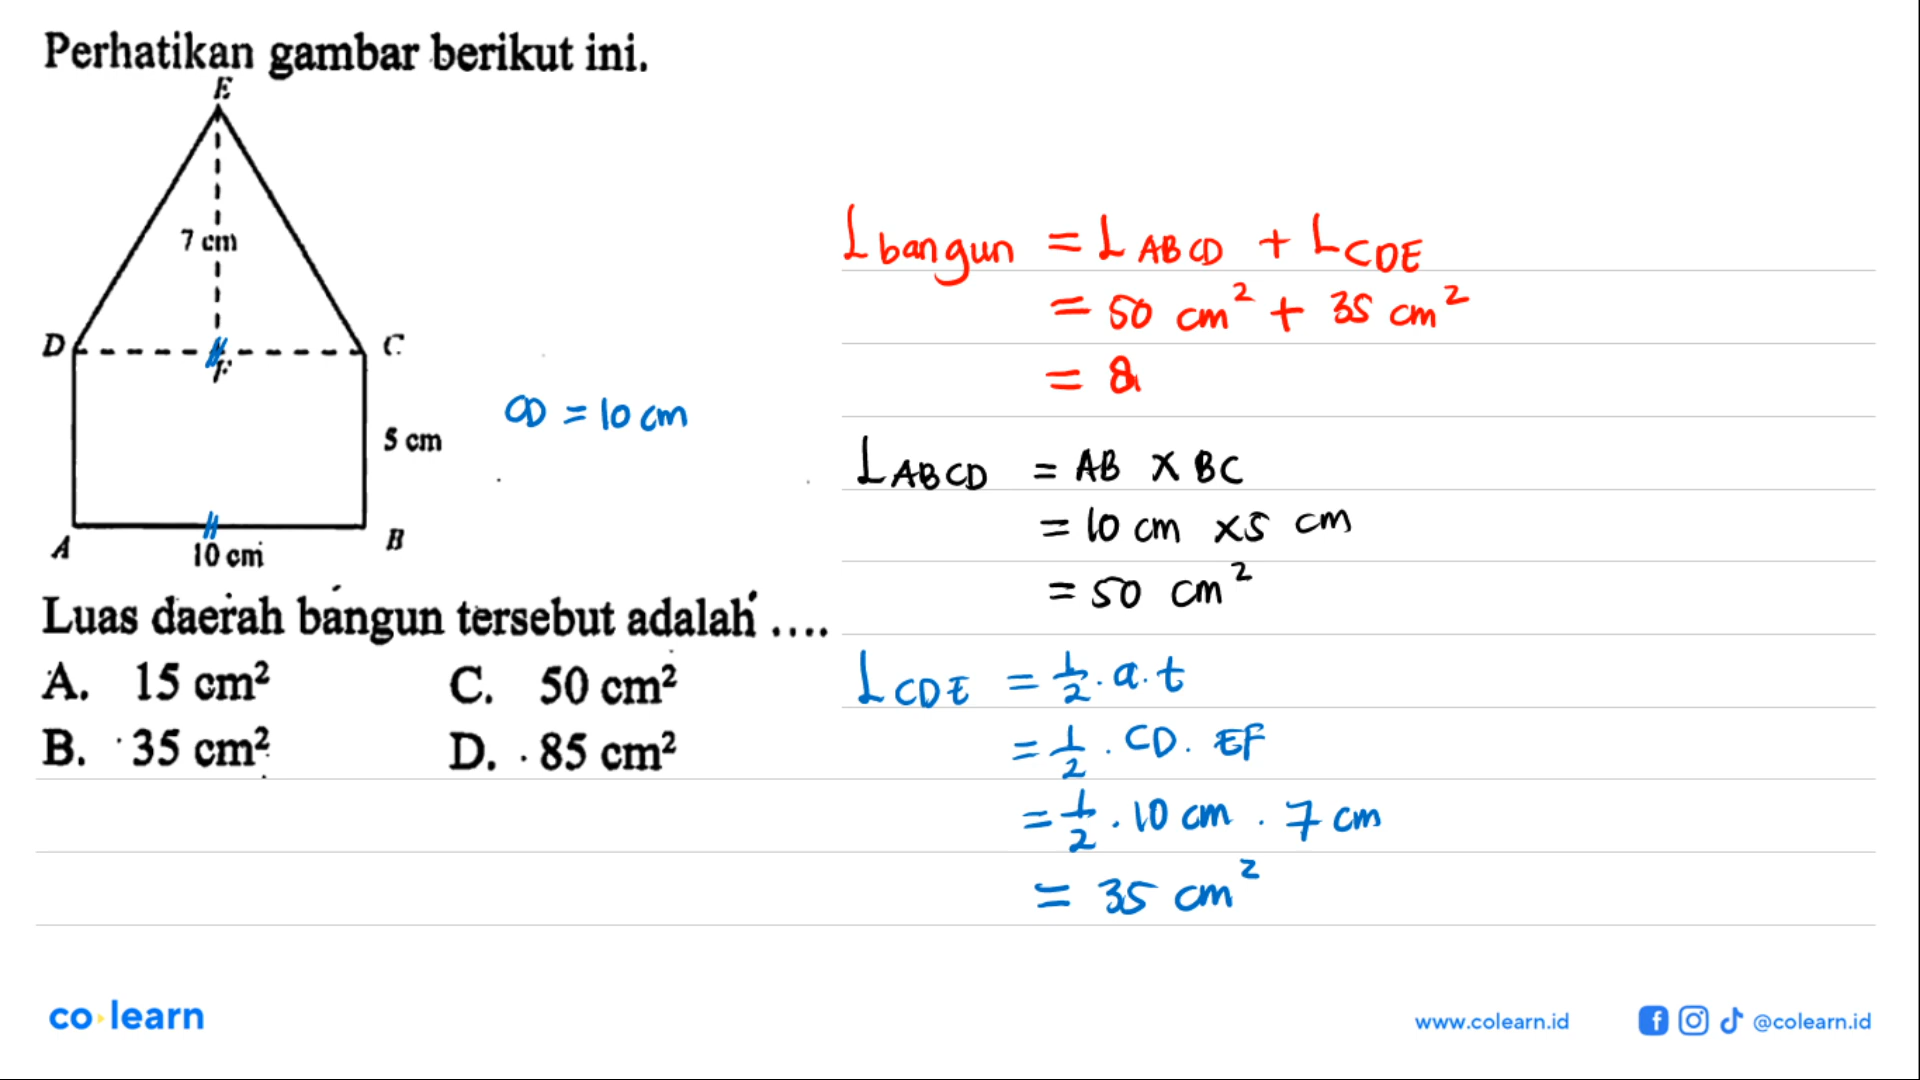 Perhatikan gambar berikut ini.
E
7 cm
D
C
F
5 cm
A
10 cm
B
CD = 10 cm
Luas daerah bangun tersebut adalah ....
A. 15 cm²
C. 50 cm²
B. 35 cm²
D. 85 cm²
L bangun = L ABCD + L CDE
= 50 cm² + 35 cm²
= 8
L ABCD = AB × BC
= 10 cm × 5 cm
= 50 cm²
L CDE = 1/2 . a . t
= 1/2 . CD . EF
= 1/2 . 10 cm . 7 cm
= 35 cm²
co learn
www.colearn.id
@colearn.id